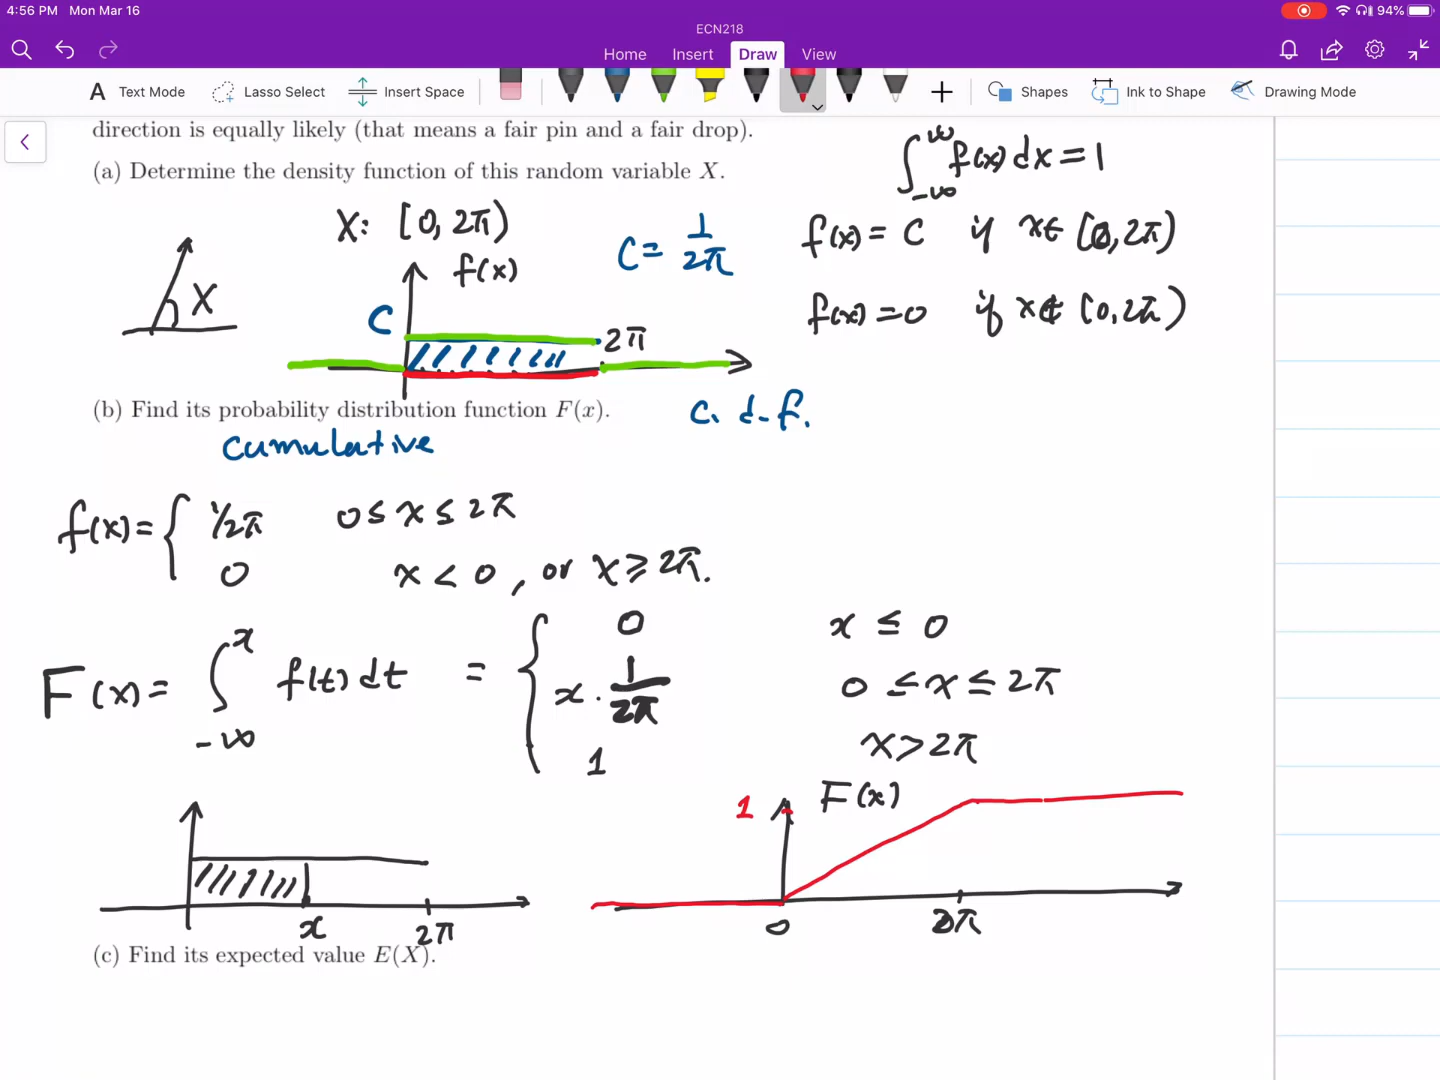 4:56 PM Mon Mar 16
94%
ECN218
Home Insert Draw View
A Text Mode Lasso Select Insert Space Shapes Ink to Shape Drawing Mode
direction is equally likely (that means a fair pin and a fair drop).
(a) Determine the density function of this random variable X.
∫_{-∞}^{∞} f(x) dx = 1
X: [0, 2π)
f(x) = C if x∈ [0, 2π)
C = 1/2π
f(x)
X
C
2π
f(x) = 0 if x∉ [0, 2π)
(b) Find its probability distribution function F(x).
c. d.f.
cumulative
f(x) = { 1/2π 0 ≤ x ≤ 2π
0 x < 0, or x ≥ 2π.
F(x) = ∫_{-∞}^{x} f(t) dt = { 0 x ≤ 0
x · 1/2π 0 ≤ x ≤ 2π
1 x > 2π
1 F(x)
x 2π
0 2π
(c) Find its expected value E(X).